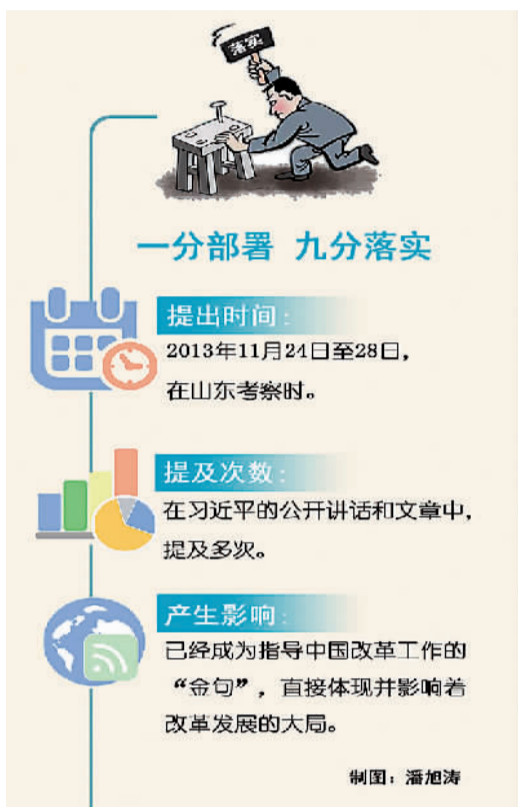 落实
一分部署 九分落实
提出时间：
2013年11月24日至28日，
在山东考察时。
提及次数：
在习近平的公开讲话和文章中，
提及多次。
产生影响：
已经成为指导中国改革工作的
“金句”，直接体现并影响着
改革发展的大局。
制图：潘旭涛